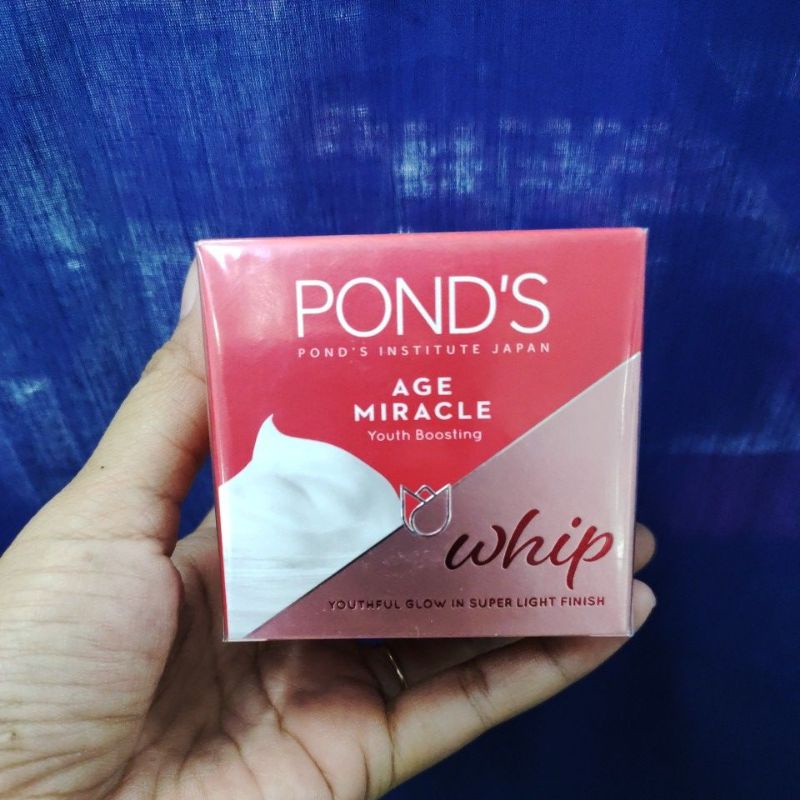 POND'S
POND'S INSTITUTE JAPAN
AGE
MIRACLE
Youth Boosting
whip
YOUTHFUL GLOW IN SUPER LIGHT FINISH